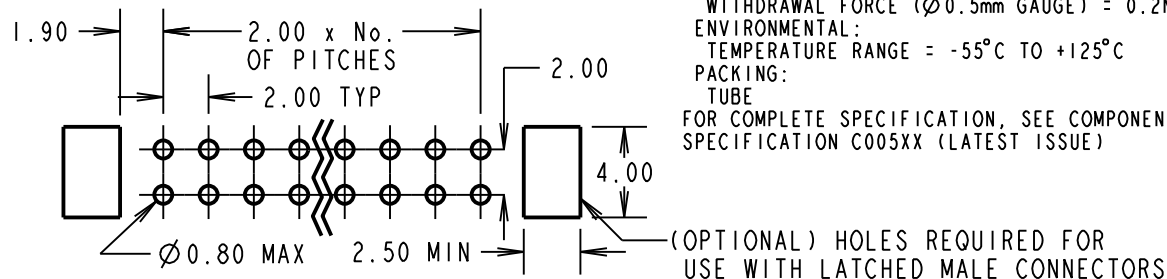 WITHDRAWAL FORCE (Ø0.5mm GAUGE) = 0.2
ENVIRONMENTAL:
TEMPERATURE RANGE = -55°C TO +125°C
PACKING:
TUBE
FOR COMPLETE SPECIFICATION, SEE
SPECIFICATION C005XX (LATEST ISSUE)
1.90
2.00 x No.
OF PITCHES
2.00
2.00 TYP
4.00
Ø0.80 MAX
2.50 MIN
(OPTIONAL) HOLES REQUIRED FOR
USE WITH LATCHED MALE CONNECTORS